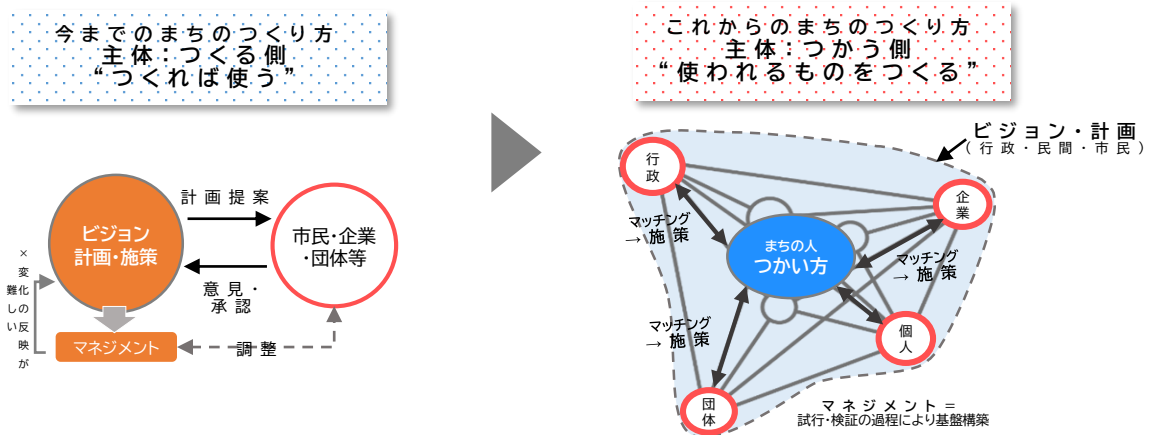 今までのまちのつくり方
主体：つくる側
“つくれば使う”
ビジョン
計画・施策
計画提案
意見・
承認
市民・企業
・団体等
×変化の反映が
難しい
マネジメント
調整
これからのまちのつくり方
主体：つかう側
“使われるものをつくる”
ビジョン・計画
（行政・民間・市民）
行政
企業
マッチング
→施策
まちの人
つかい方
マッチング
→施策
マッチング
→施策
個人
団体
マネジメント＝
試行・検証の過程により基盤構築